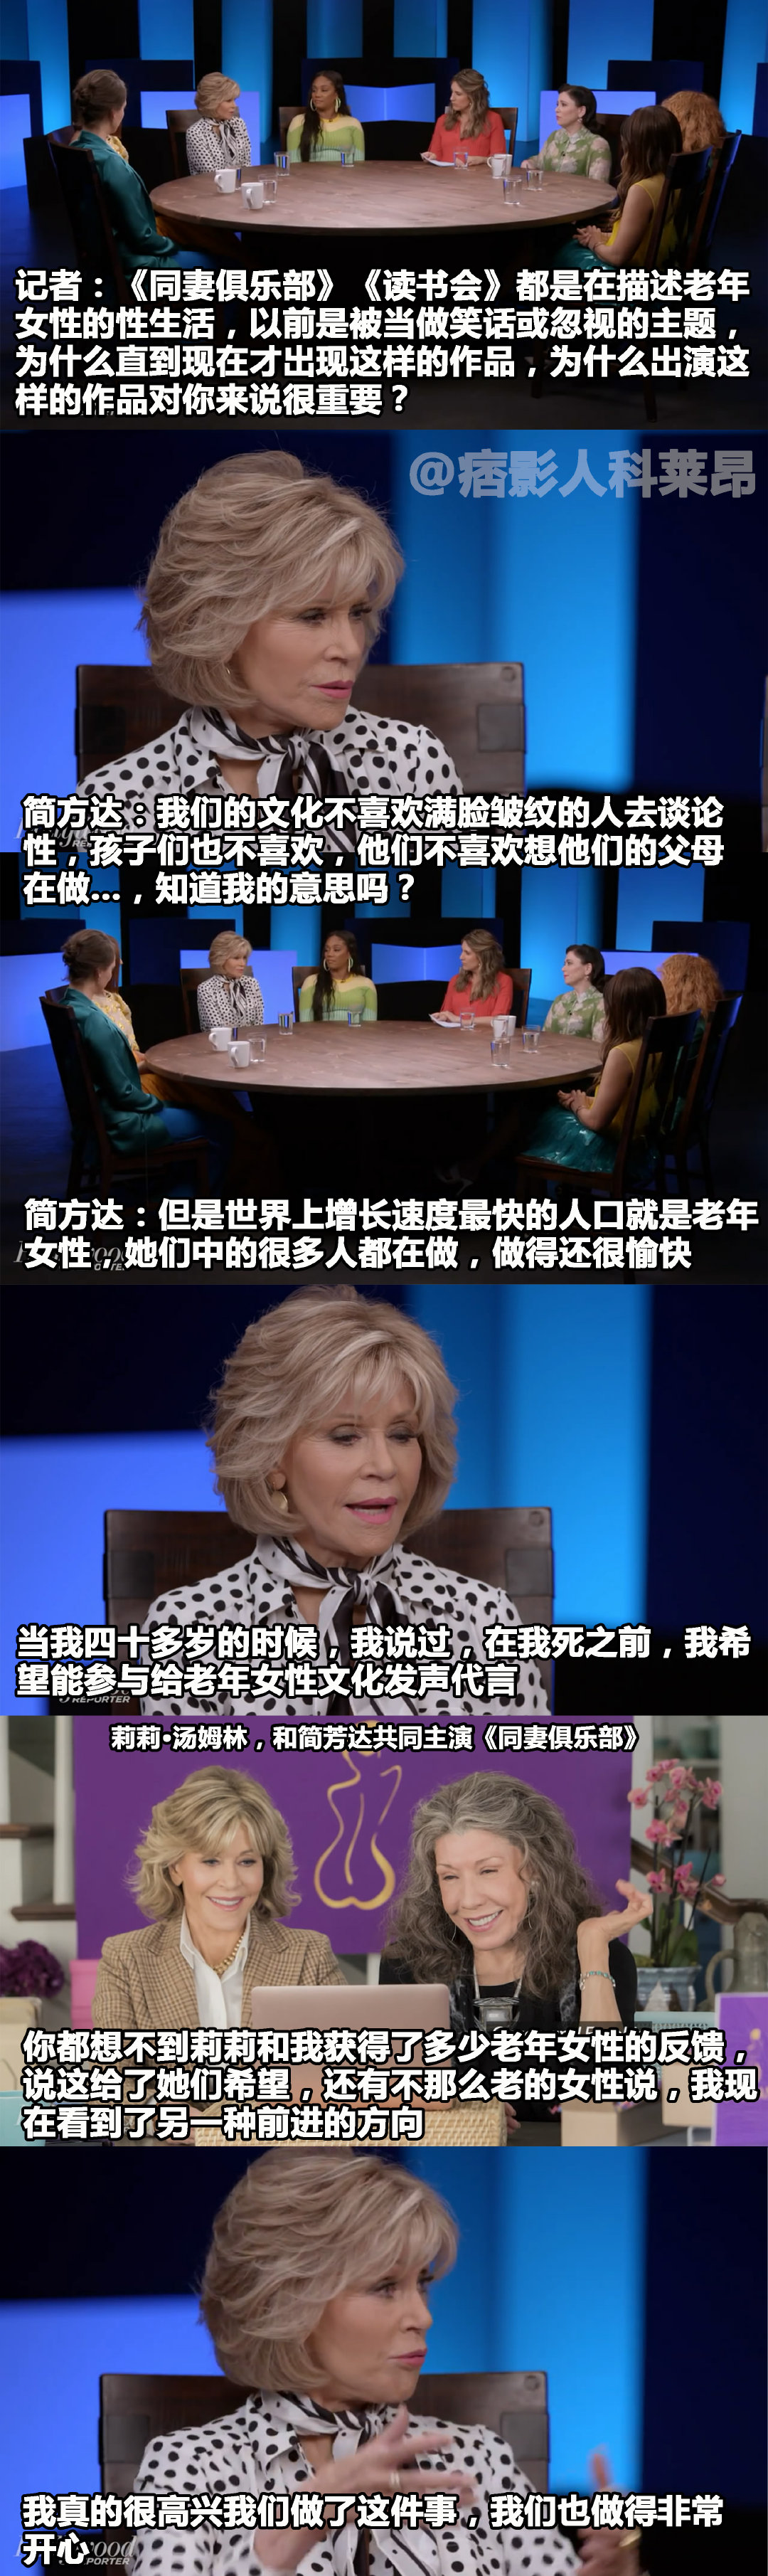 记者：《同妻俱乐部》《读书会》都是在描述老年
女性的性生活，以前是被当做笑话或忽视的主题，
为什么直到现在才出现这样的作品，为什么出演这
样的作品对你来说很重要？
@痞影人科莱昂
简方达：我们的文化不喜欢满脸皱纹的人去谈论
性，孩子们也不喜欢，他们不喜欢想他们的父母
在做...，知道我的意思吗？
简方达：但是世界上增长速度最快的人口就是老年
女性，她们中的很多人都在做，做得还很愉快
当我四十多岁的时候，我说过，在我死之前，我希
望能参与给老年女性文化发声代言
REPORTER
莉莉•汤姆林，和简芳达共同主演《同妻俱乐部》
你都想不到莉莉和我获得了多少老年女性的反馈，
说这给了她们希望，还有不那么老的女性说，我现
在看到了另一种前进的方向
我真的很高兴我们做了这件事，我们也做得非常
开心
PORTER